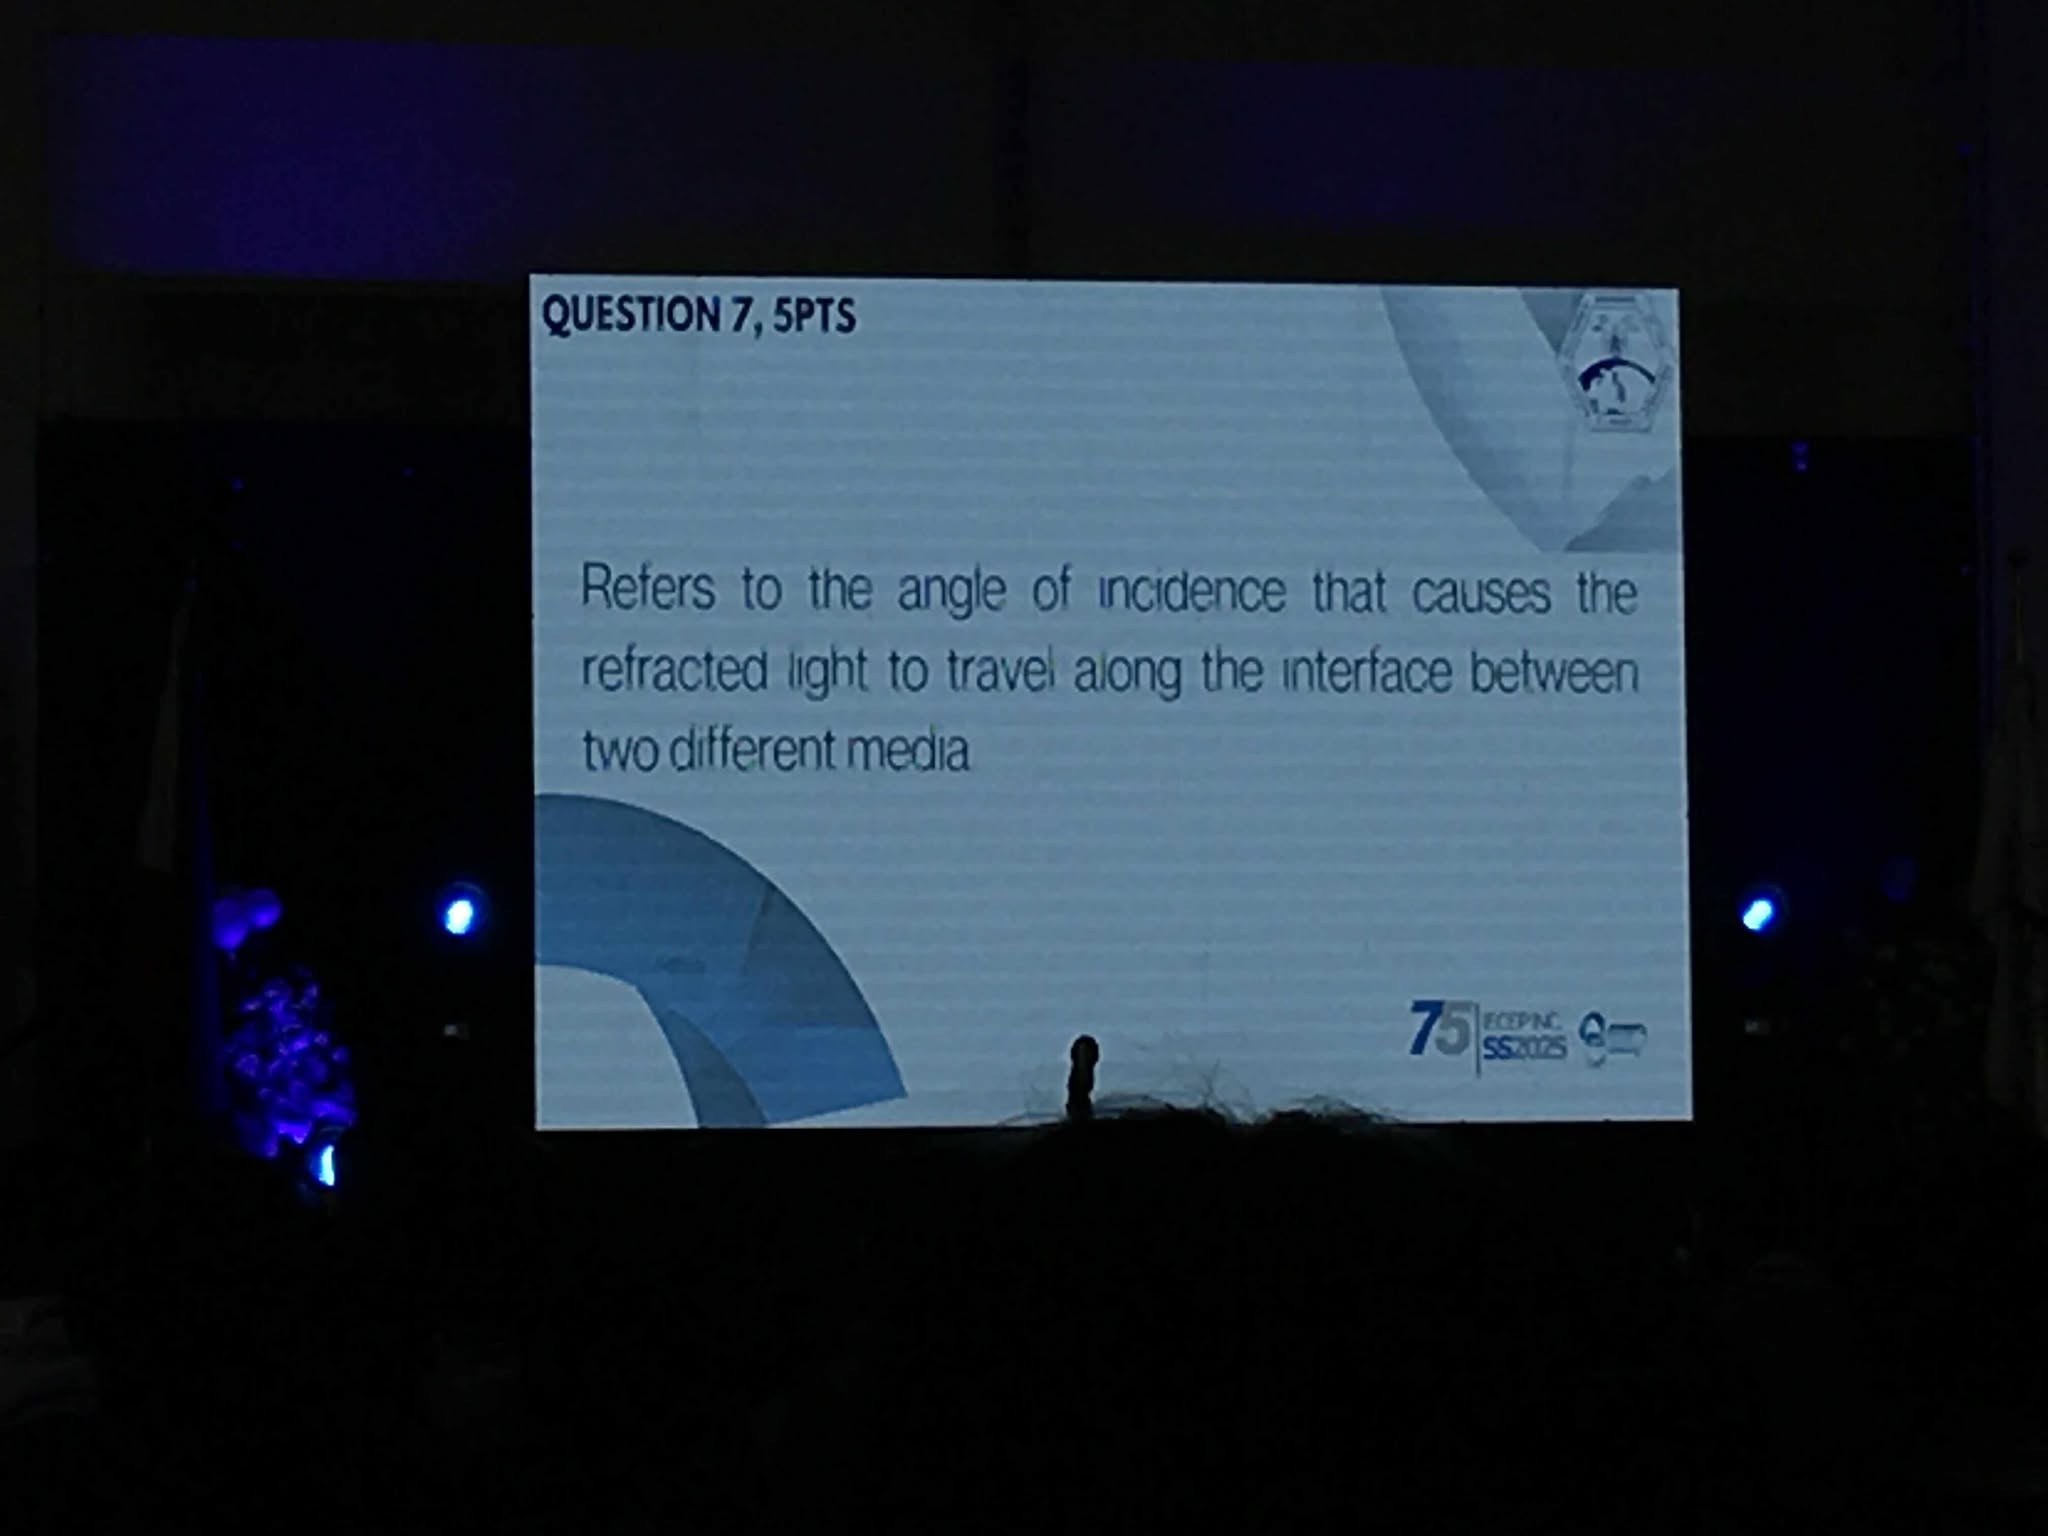 QUESTION 7, 5PTS
Refers to the angle of incidence that causes the
refracted light to travel along the interface between
two different media
75
IECEP INC.
SS2025